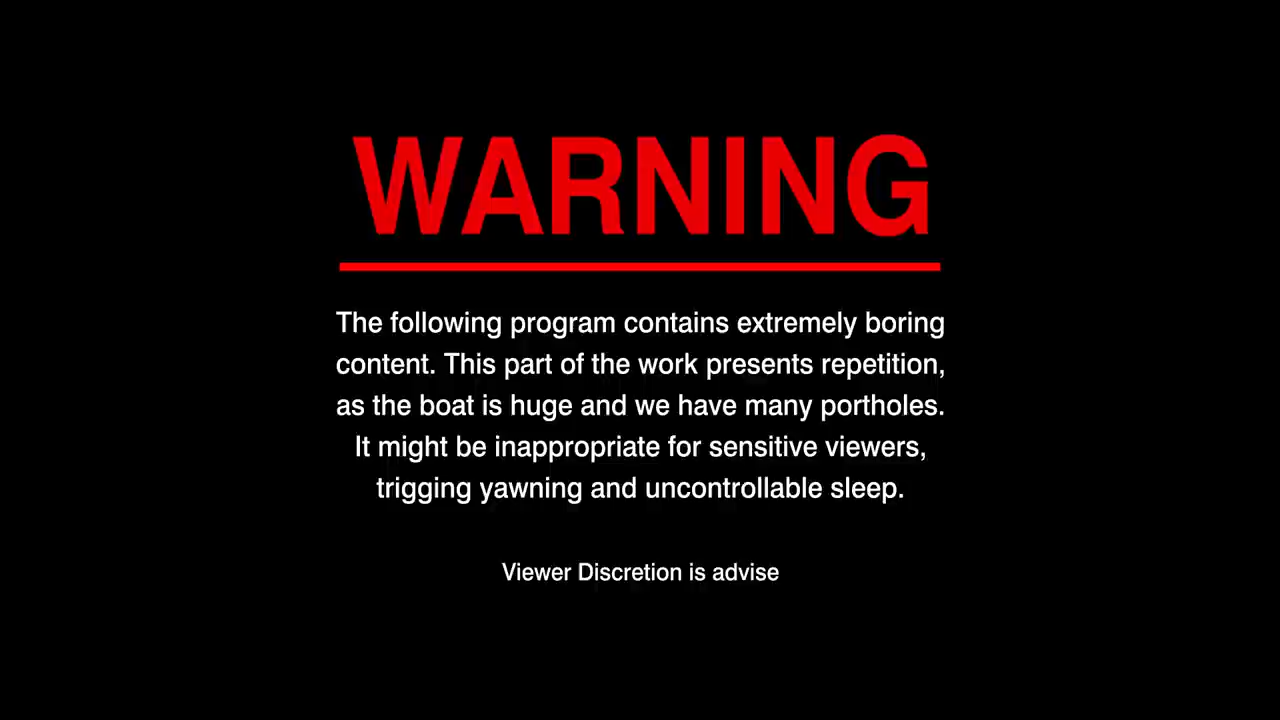 WARNING
The following program contains extremely boring
content. This part of the work presents repetition,
as the boat is huge and we have many portholes.
It might be inappropriate for sensitive viewers,
trigging yawning and uncontrollable sleep.
Viewer Discretion is advise